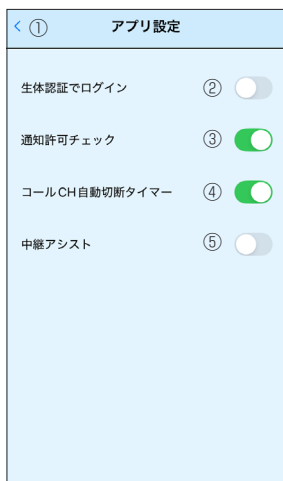 < ① アプリ設定
生体認証でログイン ②
通知許可チェック ③
コールCH自動切断タイマー ④
中継アシスト ⑤